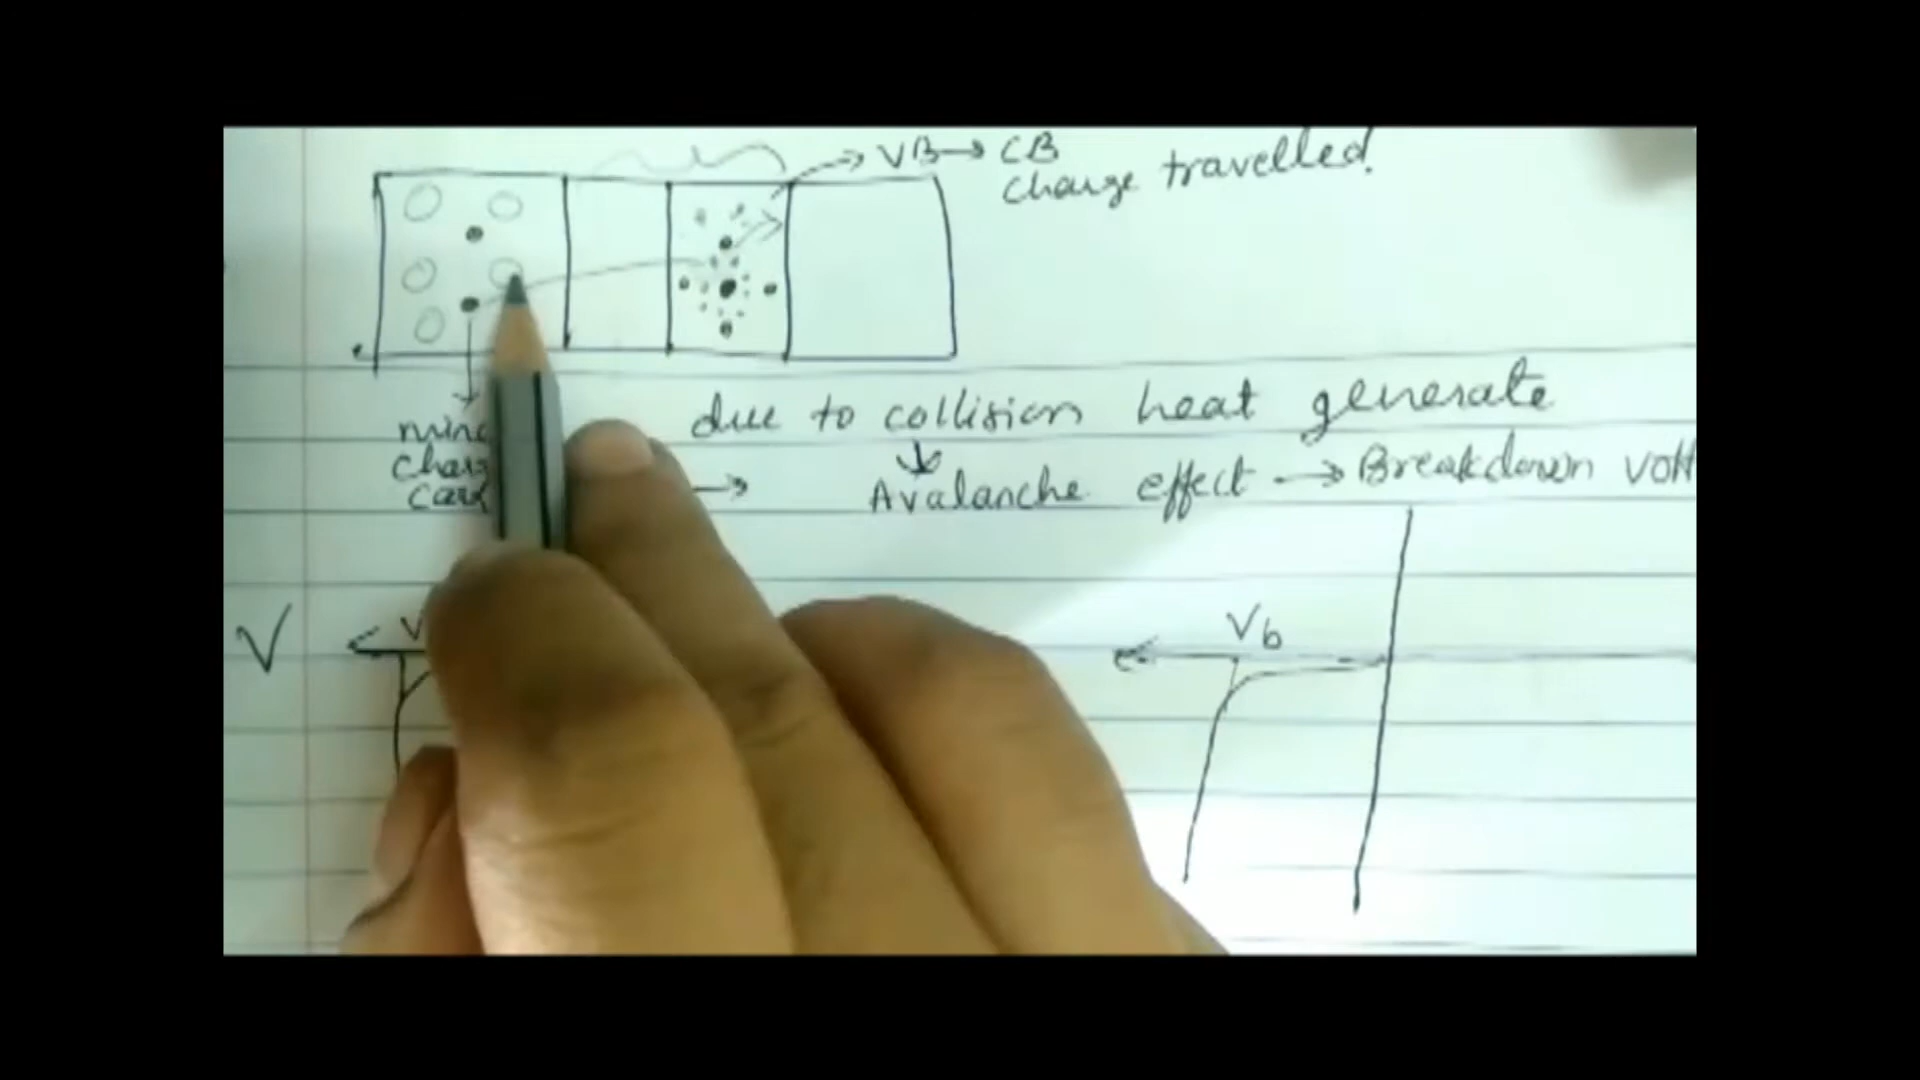 VB → CB
Charge travelled.
due to collision heat generate
↓
→ Avalanche effect → Breakdown volt
V
V
Vb